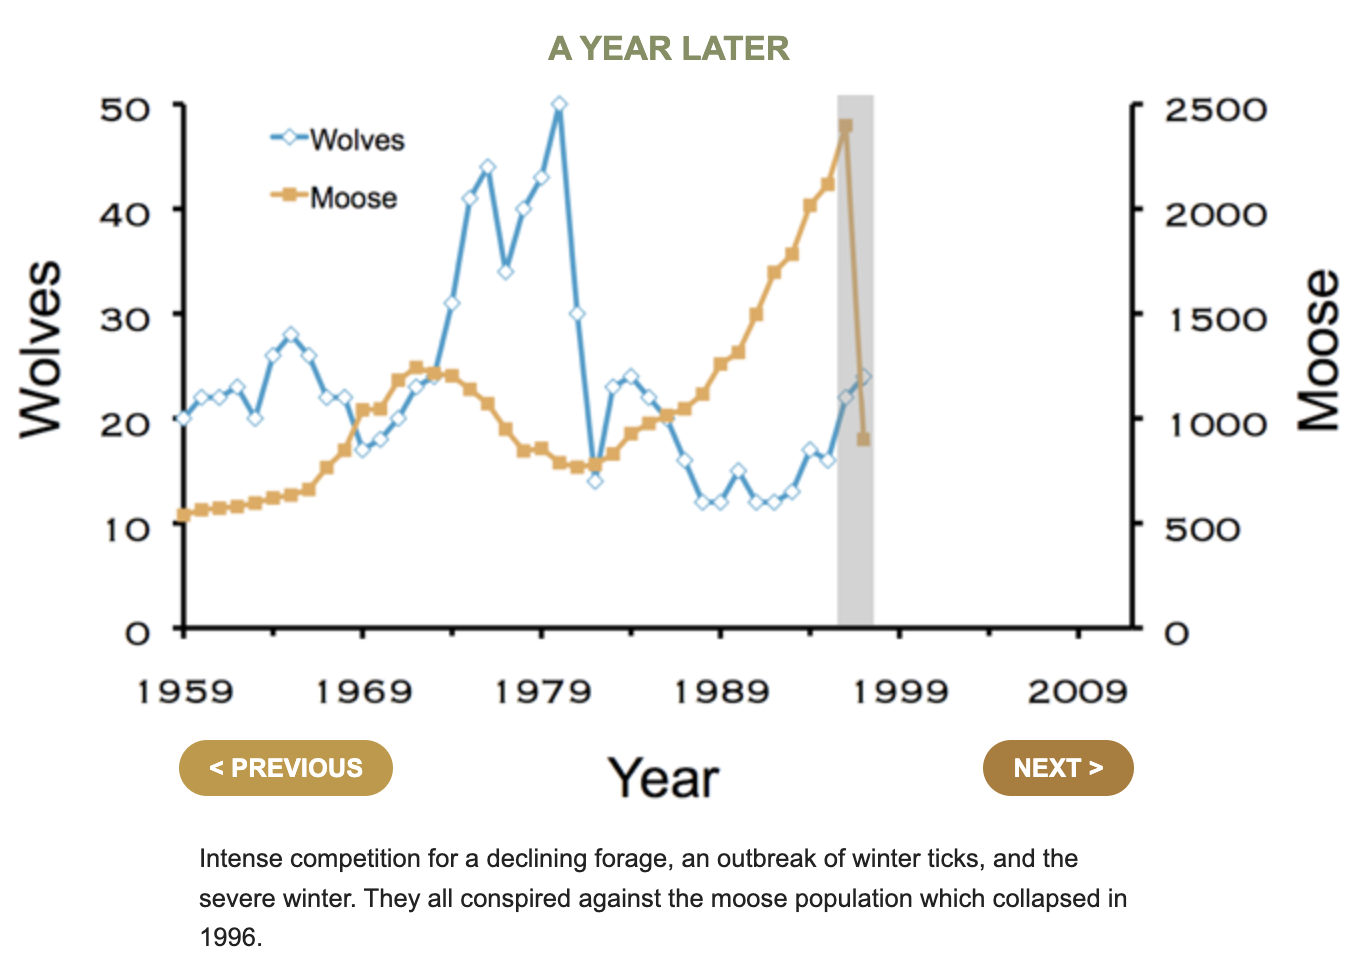 A YEAR LATER
50
40
30
20
10
0
Wolves
Wolves
Moose
2500
2000
1500
1000
500
0
Moose
1959 1969 1979 1989 1999 2009
< PREVIOUS
Year
NEXT >
Intense competition for a declining forage, an outbreak of winter ticks, and the
severe winter. They all conspired against the moose population which collapsed in
1996.